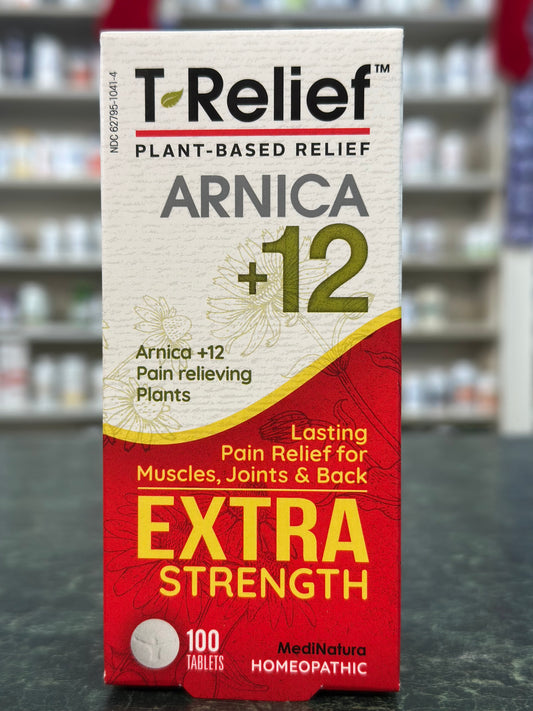 NDC 62795-1041-4
T-Relief™
PLANT-BASED RELIEF
ARNICA
+12
Arnica +12
Pain relieving
Plants
Lasting
Pain Relief for
Muscles, Joints & Back
EXTRA
STRENGTH
100
TABLETS
MediNatura
HOMEOPATHIC